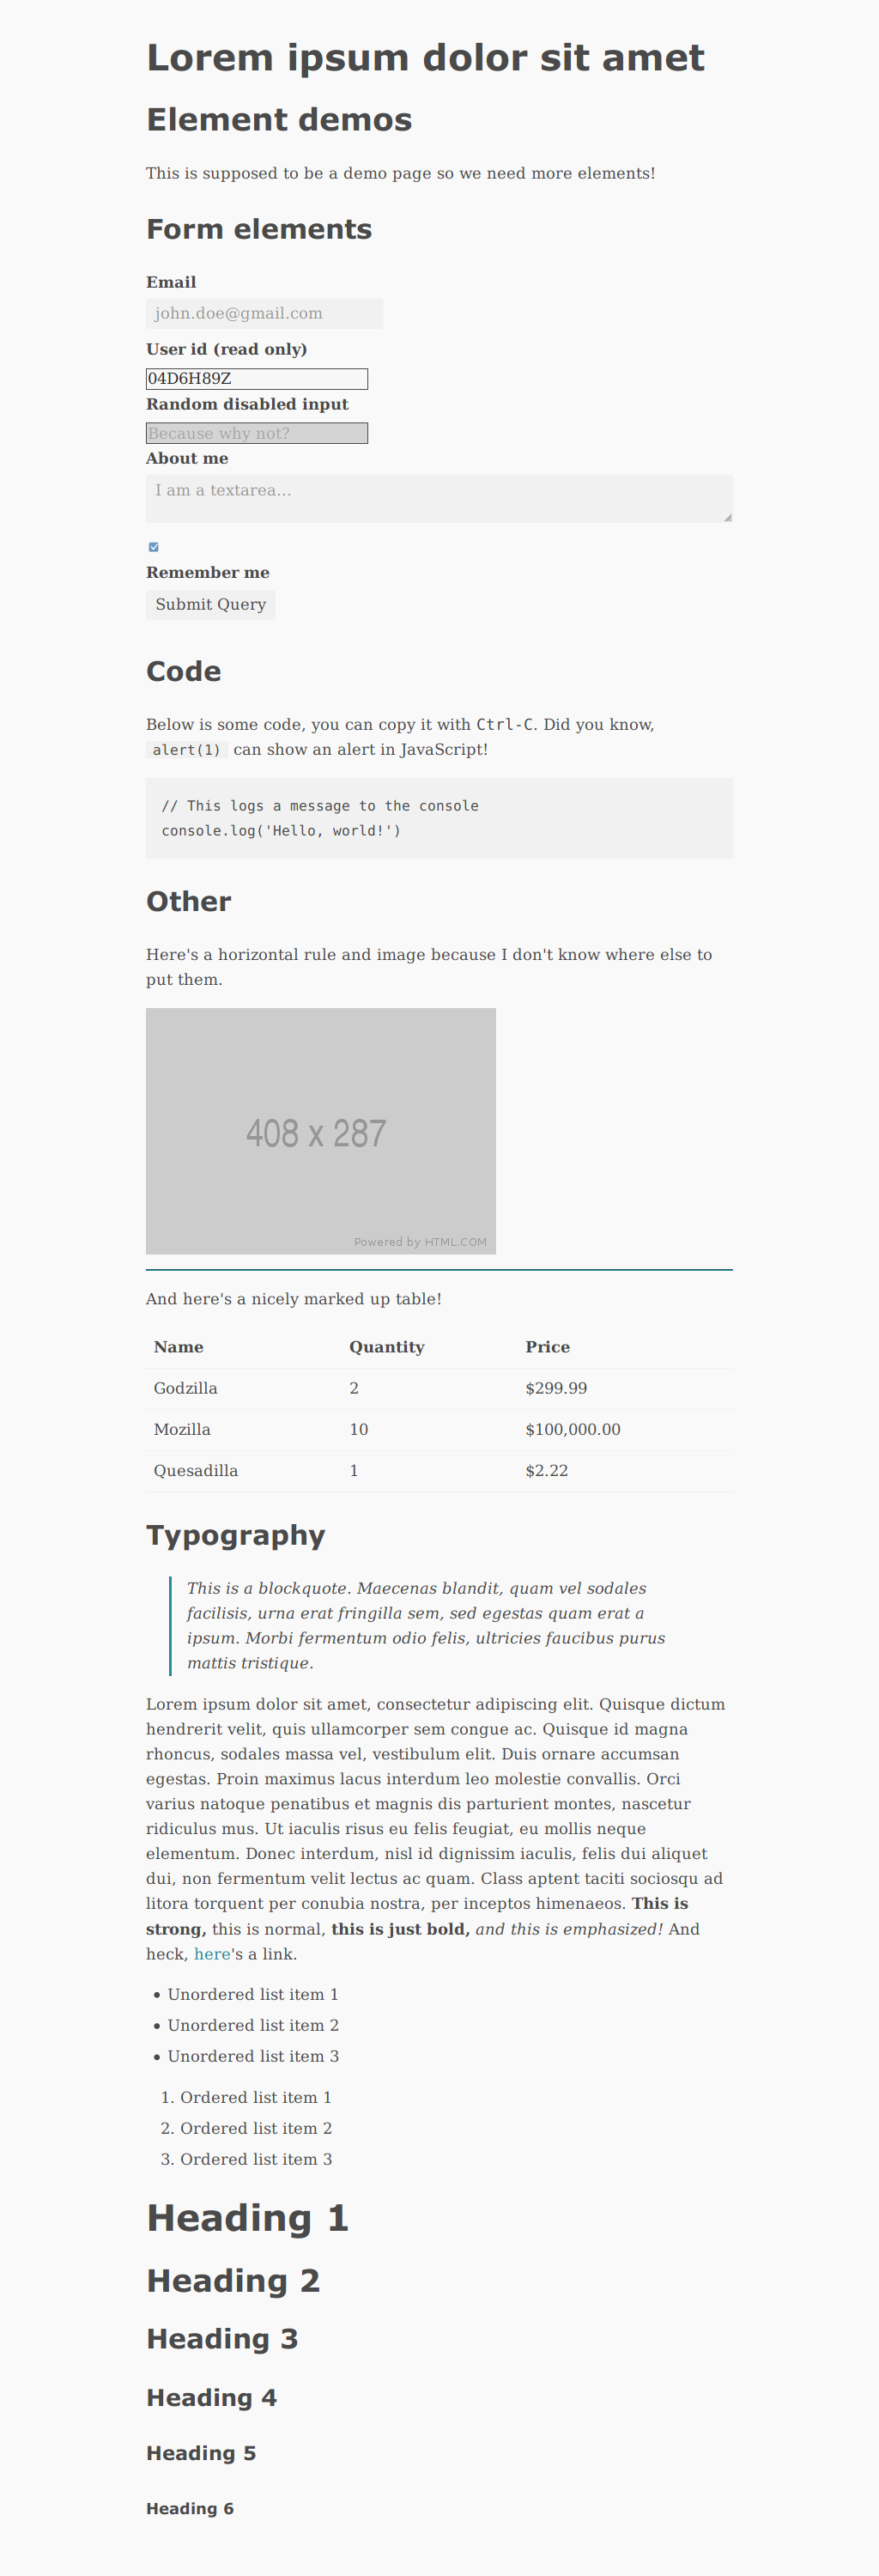 Lorem ipsum dolor sit amet
Element demos
This is supposed to be a demo page so we need more elements!
Form elements
Email
john.doe@gmail.com
User id (read only)
04D6H89Z
Random disabled input
Because why not?
About me
I am a textarea...
Remember me
Submit Query
Code
Below is some code, you can copy it with Ctrl-C. Did you know,
alert(1) can show an alert in JavaScript!
// This logs a message to the console
console.log('Hello, world!')
Other
Here's a horizontal rule and image because I don't know where else to
put them.
408 x 287
Powered by HTML.COM
And here's a nicely marked up table!
Name Quantity Price
Godzilla 2 $299.99
Mozilla 10 $100,000.00
Quesadilla 1 $2.22
Typography
This is a blockquote. Maecenas blandit, quam vel sodales
facilisis, urna erat fringilla sem, sed egestas quam erat a
ipsum. Morbi fermentum odio felis, ultricies faucibus purus
mattis tristique.
Lorem ipsum dolor sit amet, consectetur adipiscing elit. Quisque dictum
hendrerit velit, quis ullamcorper sem congue ac. Quisque id magna
rhoncus, sodales massa vel, vestibulum elit. Duis ornare accumsan
egestas. Proin maximus lacus interdum leo molestie convallis. Orci
varius natoque penatibus et magnis dis parturient montes, nascetur
ridiculus mus. Ut iaculis risus eu felis feugiat, eu mollis neque
elementum. Donec interdum, nisl id dignissim iaculis, felis dui aliquet
dui, non fermentum velit lectus ac quam. Class aptent taciti sociosqu ad
litora torquent per conubia nostra, per inceptos himenaeos. This is
strong, this is normal, this is just bold, and this is emphasized! And
heck, here's a link.
• Unordered list item 1
• Unordered list item 2
• Unordered list item 3
1. Ordered list item 1
2. Ordered list item 2
3. Ordered list item 3
Heading 1
Heading 2
Heading 3
Heading 4
Heading 5
Heading 6